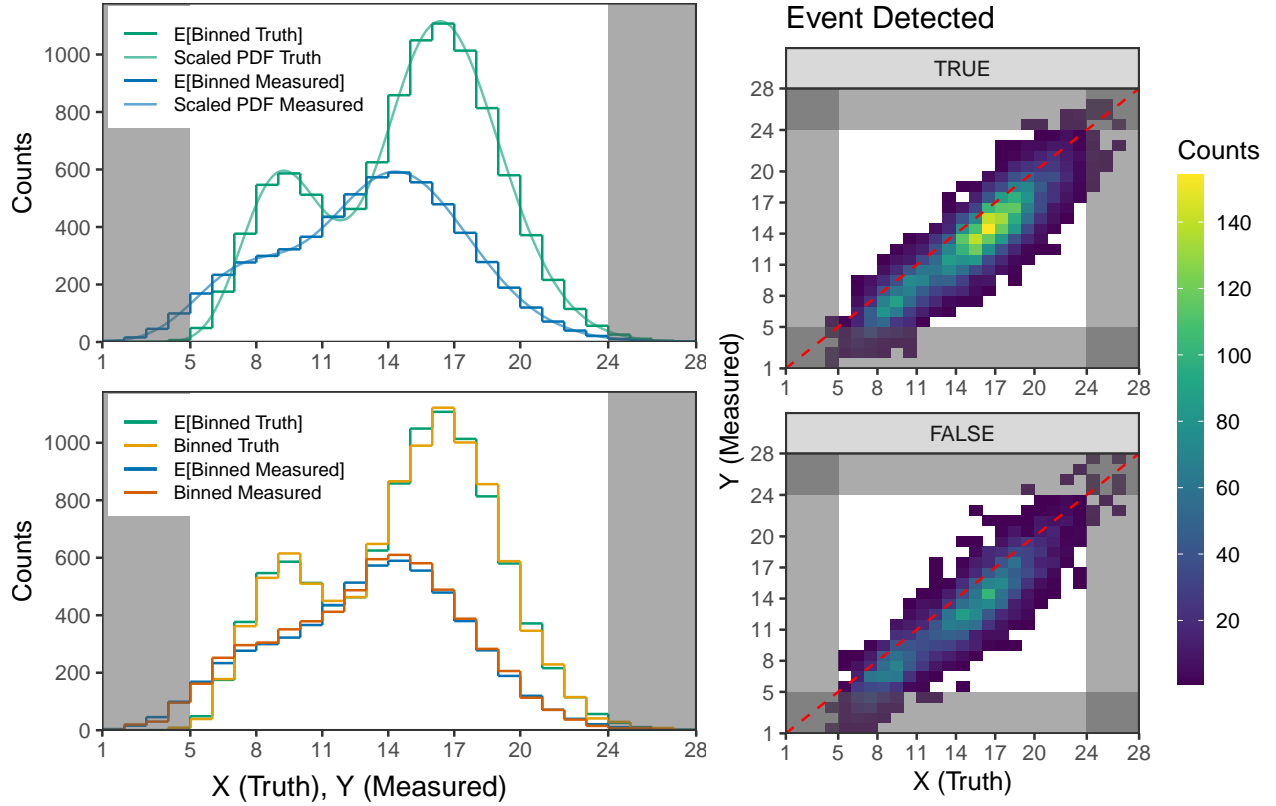 E[Binned Truth]
Scaled PDF Truth
E[Binned Measured]
Scaled PDF Measured
Counts
0
200
400
600
800
1000
1 5 8 11 14 17 20 24 28
E[Binned Truth]
Binned Truth
E[Binned Measured]
Binned Measured
Counts
0
200
400
600
800
1000
1 5 8 11 14 17 20 24 28
X (Truth), Y (Measured)
Event Detected
TRUE
28
24
20
17
14
11
8
5
1
1 5 8 11 14 17 20 24 28
FALSE
28
24
20
17
14
11
8
5
1
1 5 8 11 14 17 20 24 28
Y (Measured)
X (Truth)
Counts
140
120
100
80
60
40
20